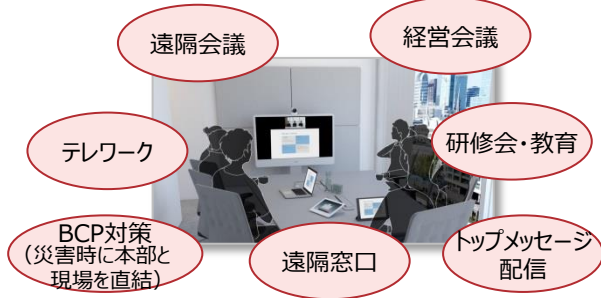 遠隔会議
経営会議
テレワーク
研修会・教育
BCP対策
（災害時に本部と
現場を直結）
遠隔窓口
トップメッセージ
配信